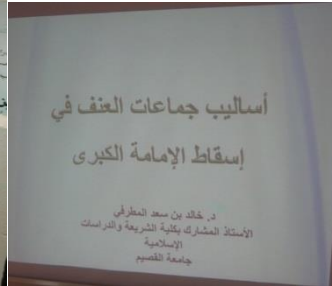 أساليب جماعات العنف في
إسقاط الإمامة الكبرى
د. خالد بن سعد المطرفي
الأستاذ المشارك بكلية الشريعة والدراسات
الإسلامية
جامعة القصيم